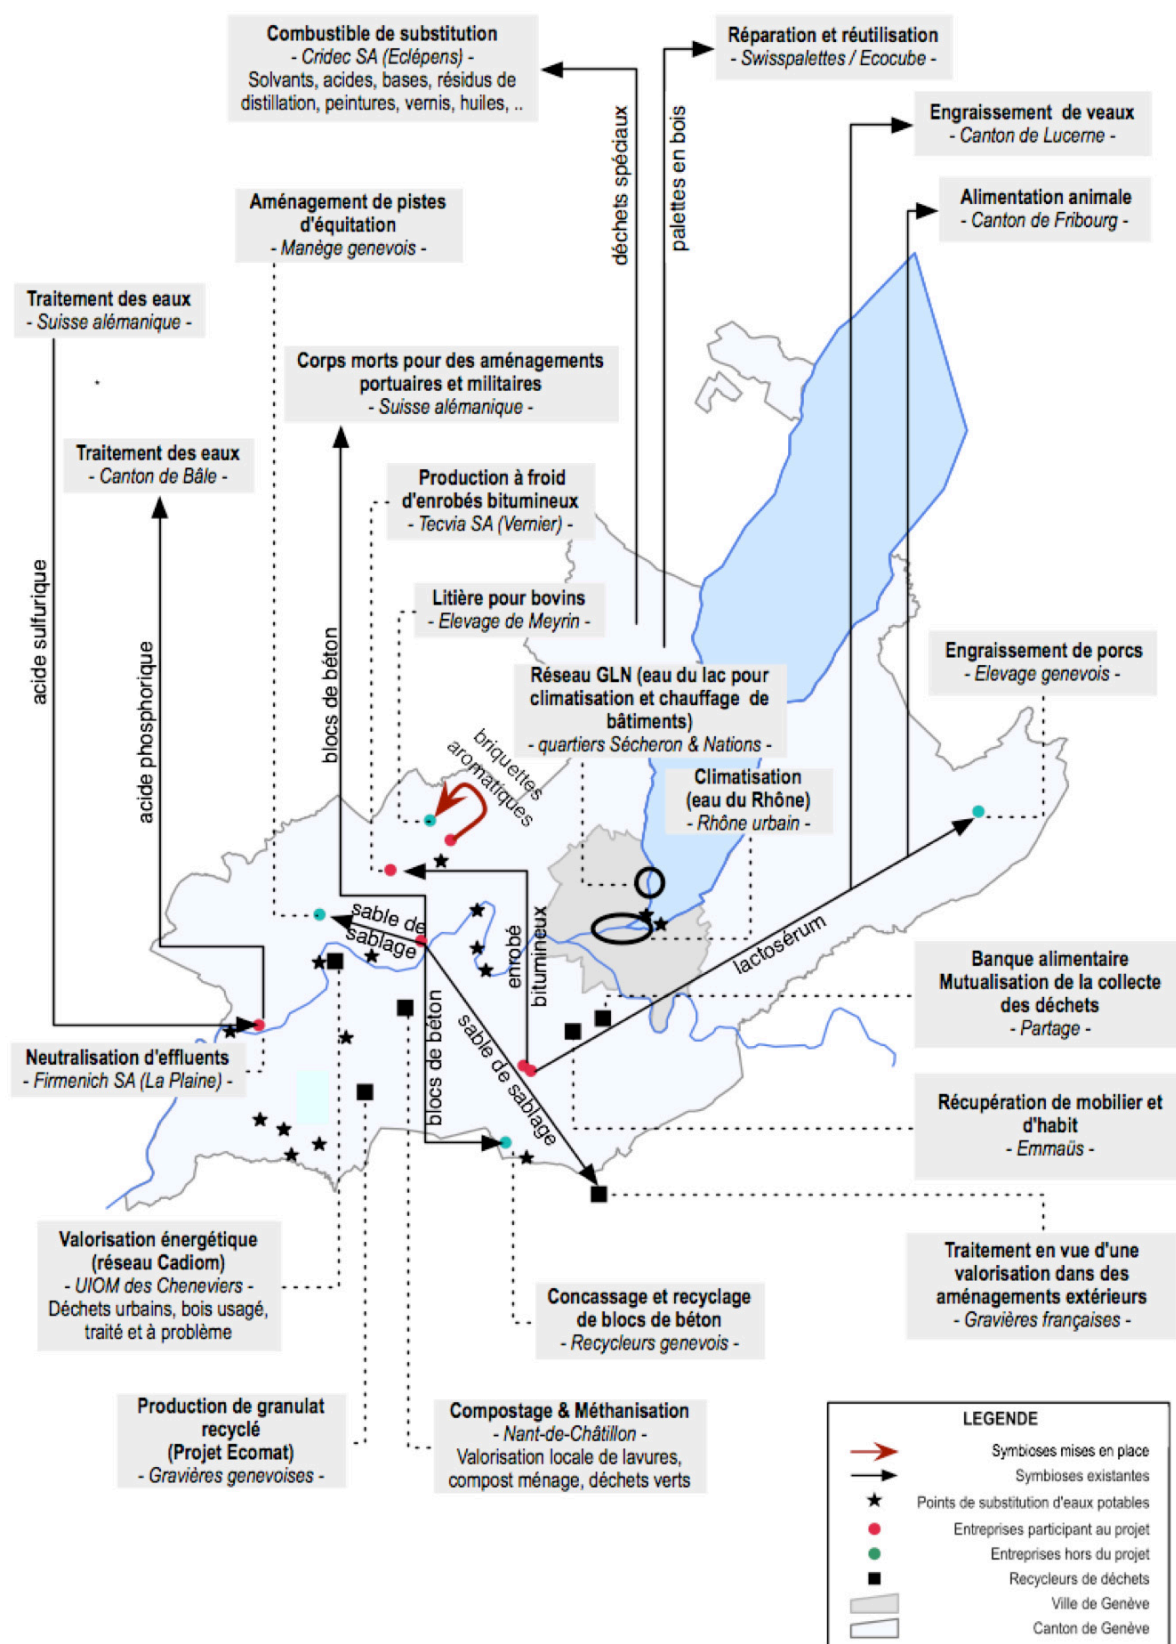 Combustible de substitution
- Cridec SA (Eclépens) -
Solvants, acides, bases, résidus de
distillation, peintures, vernis, huiles, ..
Réparation et réutilisation
- Swisspalettes / Ecocube -
Engraissement de veaux
- Canton de Lucerne -
Alimentation animale
- Canton de Fribourg -
déchets spéciaux
palettes en bois
Aménagement de pistes
d'équitation
- Manège genevois -
Traitement des eaux
- Suisse alémanique -
Corps morts pour des aménagements
portuaires et militaires
- Suisse alémanique -
Traitement des eaux
- Canton de Bâle -
Production à froid
d'enrobés bitumineux
- Tecvia SA (Vernier) -
Litière pour bovins
- Elevage de Meyrin -
acide sulfurique
acide phosphorique
blocs de béton
Réseau GLN (eau du lac pour
climatisation et chauffage de
bâtiments)
- quartiers Sécheron & Nations -
Engraissement de porcs
- Elevage genevois -
Climatisation
(eau du Rhône)
- Rhône urbain -
briquettes
aromatiques
sable de
sablage
enrobé
bitumineux
lactosérum
blocs de béton
sable de sablage
Banque alimentaire
Mutualisation de la collecte
des déchets
- Partage -
Neutralisation d'effluents
- Firmenich SA (La Plaine) -
Récupération de mobilier et
d'habit
- Emmaüs -
Valorisation énergétique
(réseau Cadiom)
- UIOM des Cheneviers -
Déchets urbains, bois usagé,
traité et à problème
Concassage et recyclage
de blocs de béton
- Recycleurs genevois -
Traitement en vue d'une
valorisation dans des
aménagements extérieurs
- Gravières françaises -
Production de granulat
recyclé
(Projet Ecomat)
- Gravières genevoises -
Compostage & Méthanisation
- Nant-de-Châtillon -
Valorisation locale de lavures,
compost ménage, déchets verts
LEGENDE
Symbioses mises en place
Symbioses existantes
Points de substitution d'eaux potables
Entreprises participant au projet
Entreprises hors du projet
Recycleurs de déchets
Ville de Genève
Canton de Genève